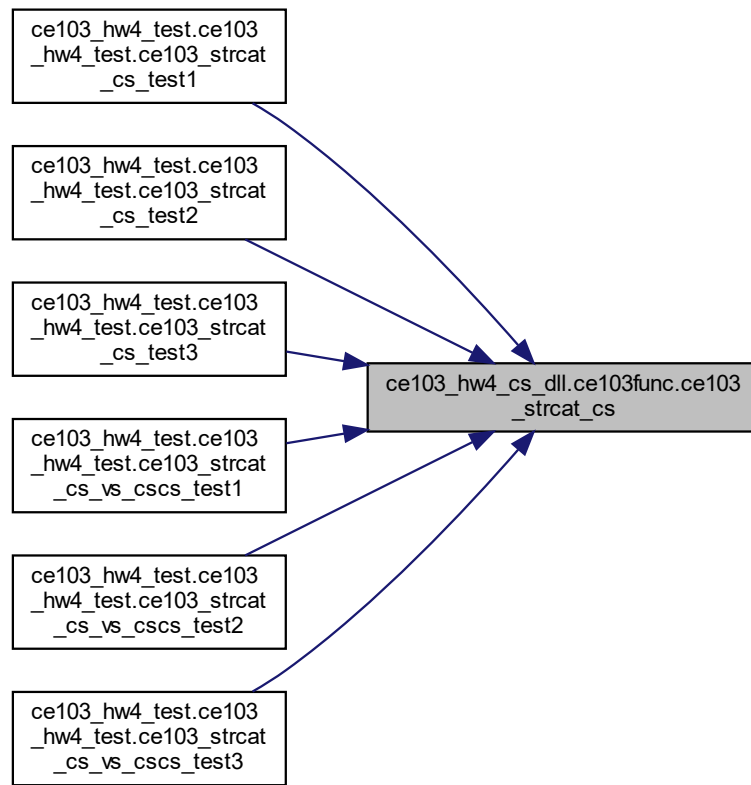 ce103_hw4_test.ce103
_hw4_test.ce103_strcat
_cs_test1
ce103_hw4_test.ce103
_hw4_test.ce103_strcat
_cs_test2
ce103_hw4_test.ce103
_hw4_test.ce103_strcat
_cs_test3
ce103_hw4_cs_dll.ce103func.ce103
_strcat_cs
ce103_hw4_test.ce103
_hw4_test.ce103_strcat
_cs_vs_cscs_test1
ce103_hw4_test.ce103
_hw4_test.ce103_strcat
_cs_vs_cscs_test2
ce103_hw4_test.ce103
_hw4_test.ce103_strcat
_cs_vs_cscs_test3